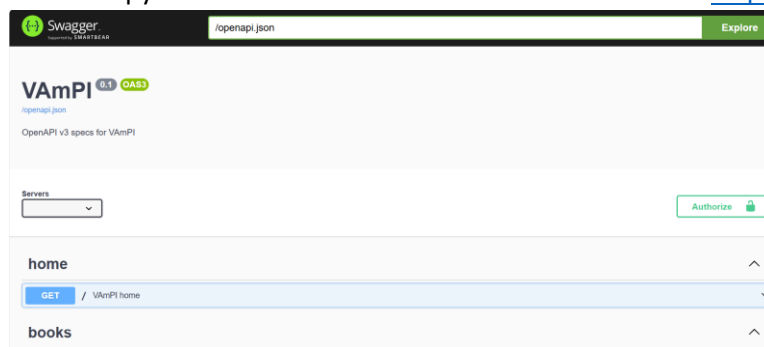 py
Swagger.
Supported by SMARTBEAR
/openapi.json
Explore
VAmPI 0.1 OAS3
/openapi.json
OpenAPI v3 specs for VAmPI
Servers
Authorize
home
GET / VAmPI home
books